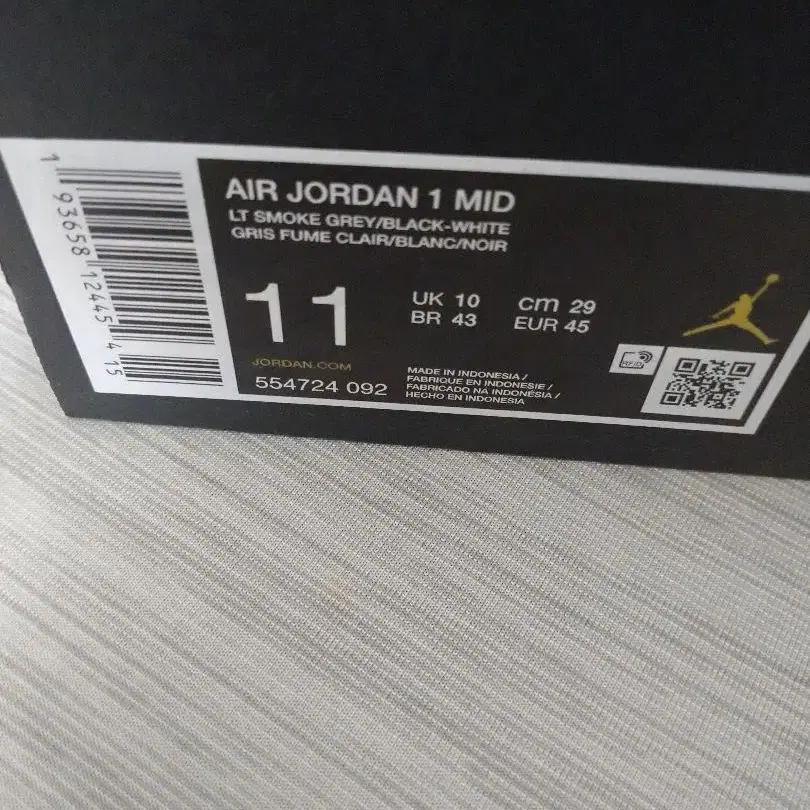 1 93658 12445 4 15
AIR JORDAN 1 MID
LT SMOKE GREY/BLACK-WHITE
GRIS FUME CLAIR/BLANC/NOIR
11
UK 10
BR 43
cm 29
EUR 45
JORDAN.COM
554724 092
MADE IN INDONESIA /
FABRIQUE EN INDONESIE /
FABRICADO NA INDONÉSIA /
HECHO EN INDONESIA
RFID